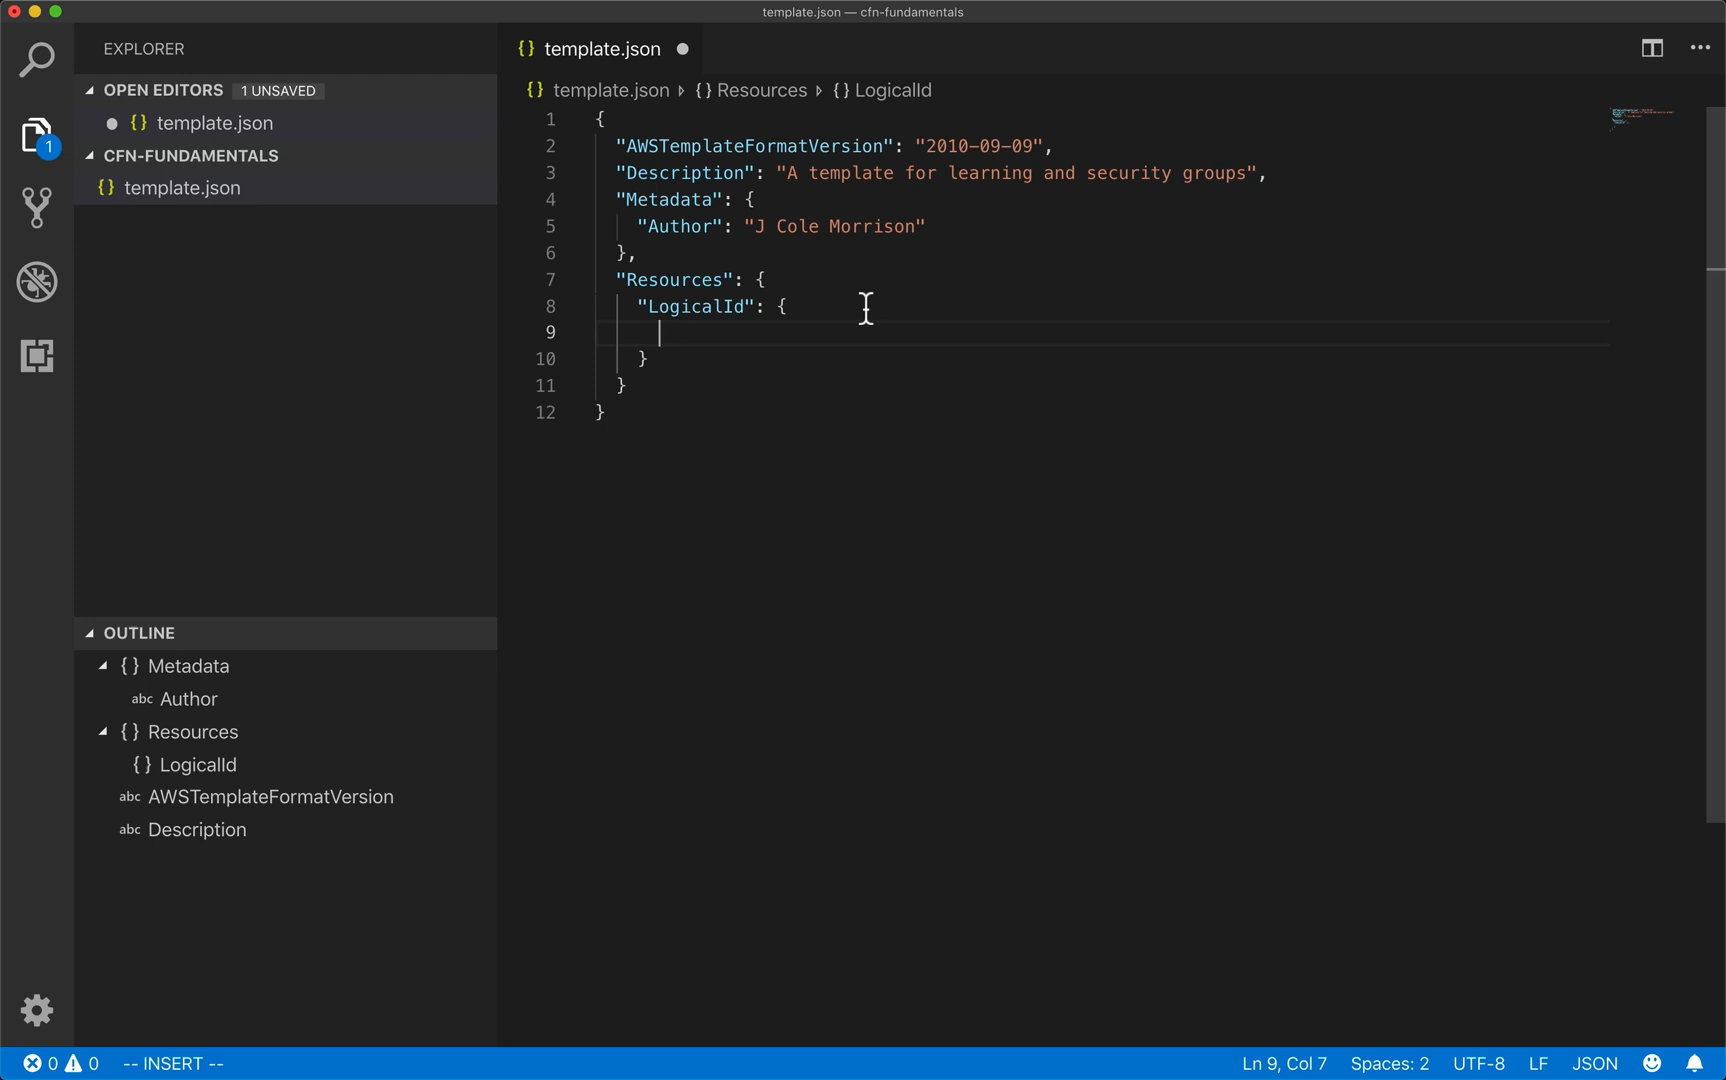 template.json — cfn-fundamentals
EXPLORER
OPEN EDITORS 1 UNSAVED
{} template.json
CFN-FUNDAMENTALS
{} template.json
OUTLINE
{} Metadata
abc Author
{} Resources
{} LogicalId
abc AWSTemplateFormatVersion
abc Description
1
{} template.json
{} template.json {} Resources {} LogicalId
1 {
2 "AWSTemplateFormatVersion": "2010-09-09",
3 "Description": "A template for learning and security groups",
4 "Metadata": {
5 "Author": "J Cole Morrison"
6 },
7 "Resources": {
8 "LogicalId": {
9
10 }
11 }
12 }
0 0 -- INSERT -- Ln 9, Col 7 Spaces: 2 UTF-8 LF JSON